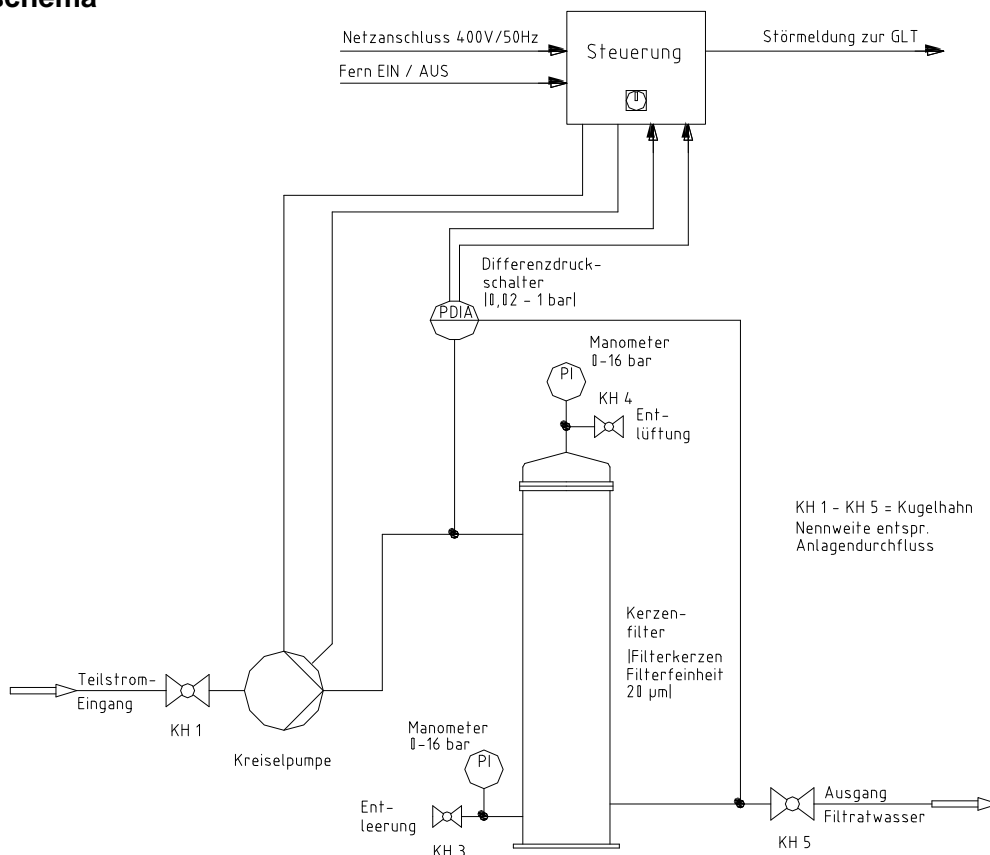 Netzanschluss 400V/50Hz
Fern EIN / AUS
Steuerung
Störmeldung zur GLT
Differenzdruck-
schalter
|0,02 - 1 bar|
PDIA
Manometer
0-16 bar
PI
KH 4
Ent-
lüftung
KH 1 - KH 5 = Kugelhahn
Nennweite entspr.
Anlagendurchfluss
Kerzen-
filter
|Filterkerzen
Filterfeinheit
20 µm|
Teilstrom-
Eingang
KH 1
Kreiselpumpe
Manometer
0-16 bar
PI
Ent-
leerung
KH 3
Ausgang
Filtratwasser
KH 5